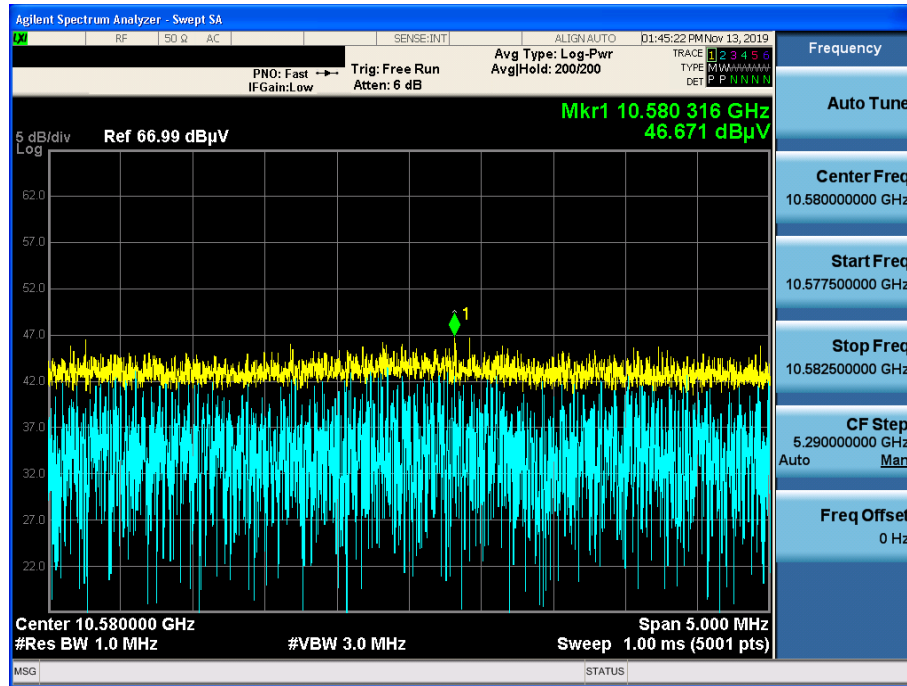 Agilent Spectrum Analyzer - Swept SA
LXI RF 50 Ω AC SENSE:INT ALIGN AUTO 01:45:22 PM Nov 13, 2019
PNO: Fast Trig: Free Run Avg Type: Log-Pwr TRACE 1 2 3 4 5 6
IFGain:Low Atten: 6 dB Avg|Hold: 200/200 TYPE M W W W W W
DET P P N N N N
Frequency
Mkr1 10.580 316 GHz
46.671 dBµV
5 dB/div Ref 66.99 dBµV
Log
62.0
57.0
52.0
47.0
42.0
37.0
32.0
27.0
22.0
1
Center 10.580000 GHz Span 5.000 MHz
#Res BW 1.0 MHz #VBW 3.0 MHz Sweep 1.00 ms (5001 pts)
MSG STATUS
Auto Tune
Center Freq
10.580000000 GHz
Start Freq
10.577500000 GHz
Stop Freq
10.582500000 GHz
CF Step
5.290000000 GHz
Auto Man
Freq Offset
0 Hz